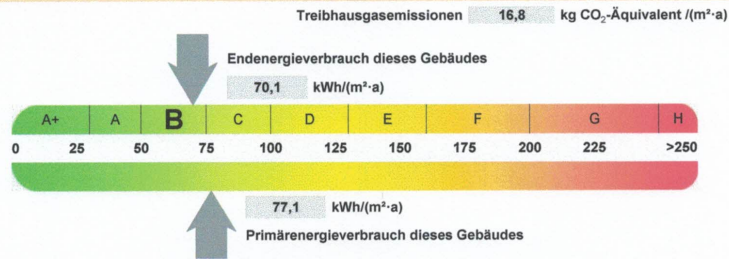 Treibhausgasemissionen 16,8 kg CO₂-Äquivalent /(m²·a)
Endenergieverbrauch dieses Gebäudes
70,1 kWh/(m²·a)
A+ A B C D E F G H
0 25 50 75 100 125 150 175 200 225 >250
77,1 kWh/(m²·a)
Primärenergieverbrauch dieses Gebäudes